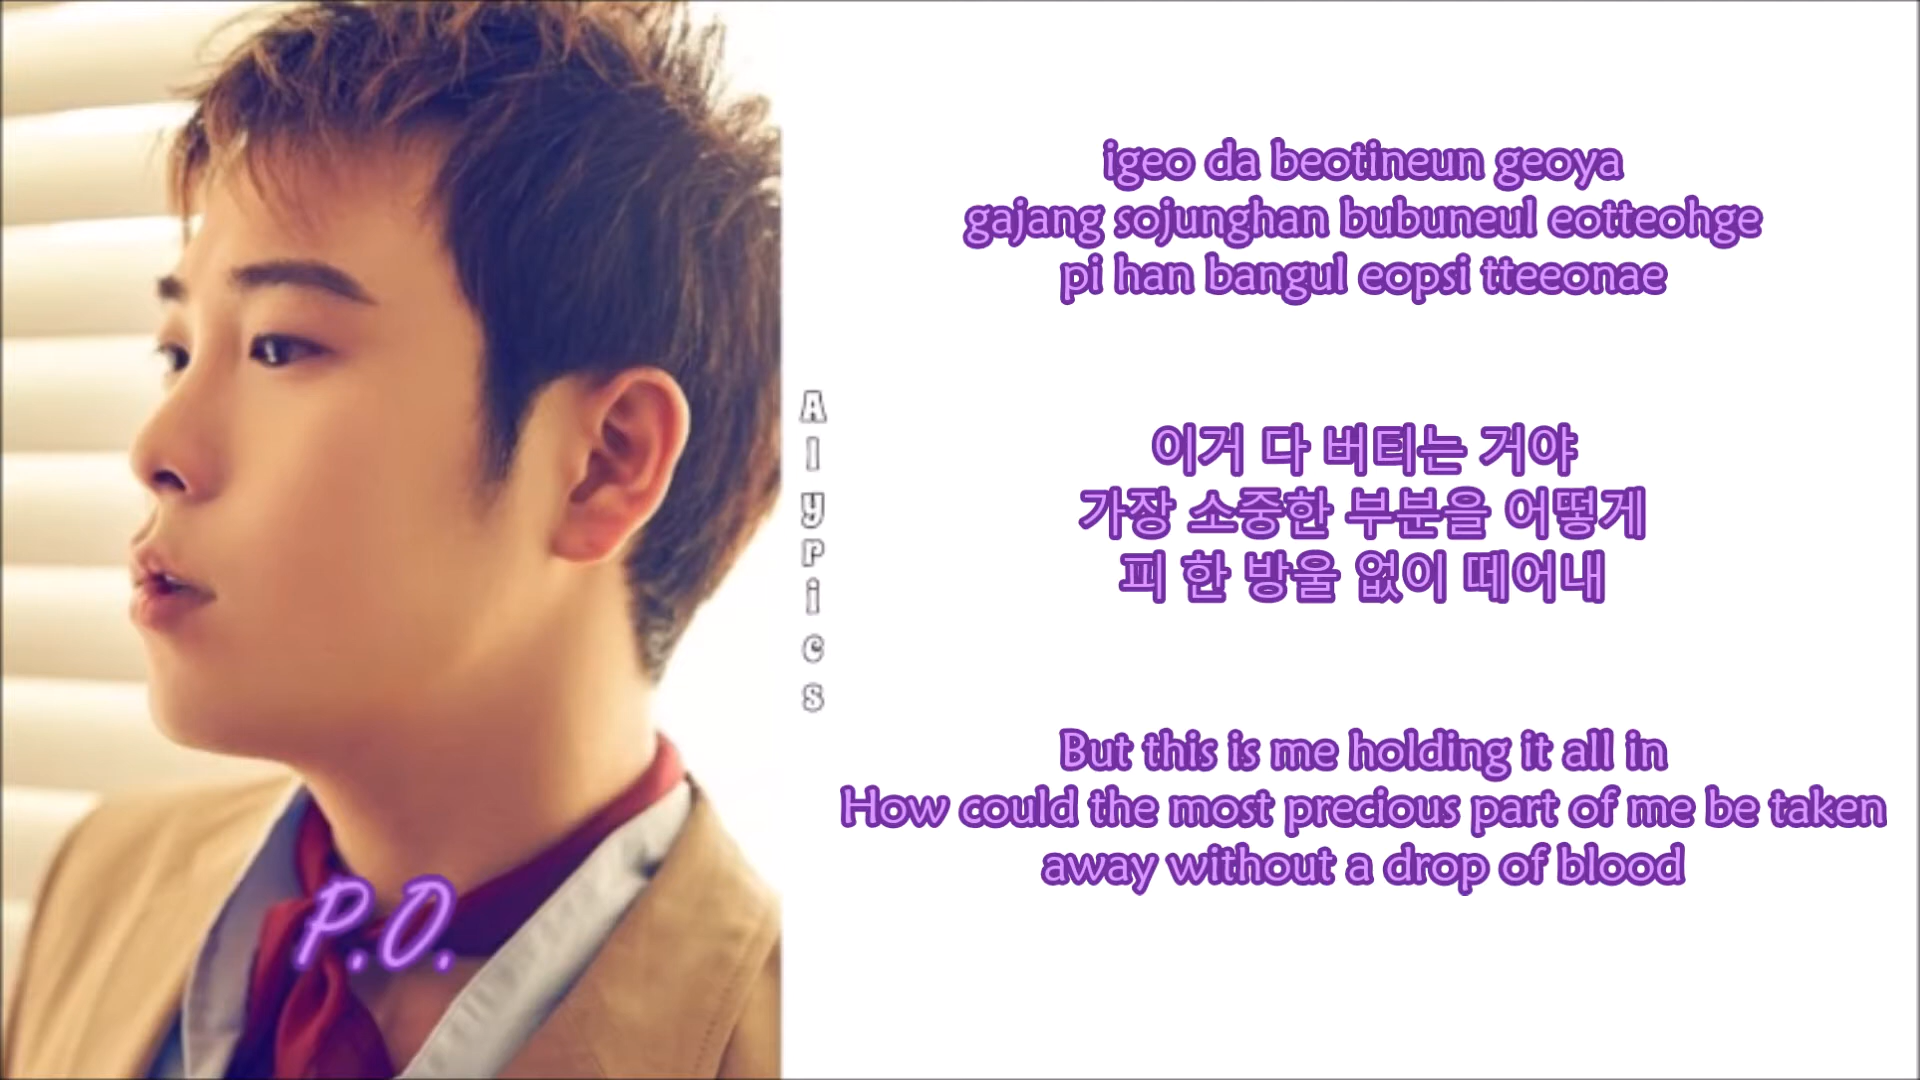 igeo da beotineun geoya
gajang sojunghan bubuneul eotteohge
pi han bangul eopsi tteeonae
이거 다 버티는 거야
가장 소중한 부분을 어떻게
피 한 방울 없이 떼어내
But this is me holding it all in
How could the most precious part of me be taken
away without a drop of blood
Alypics
P.O.